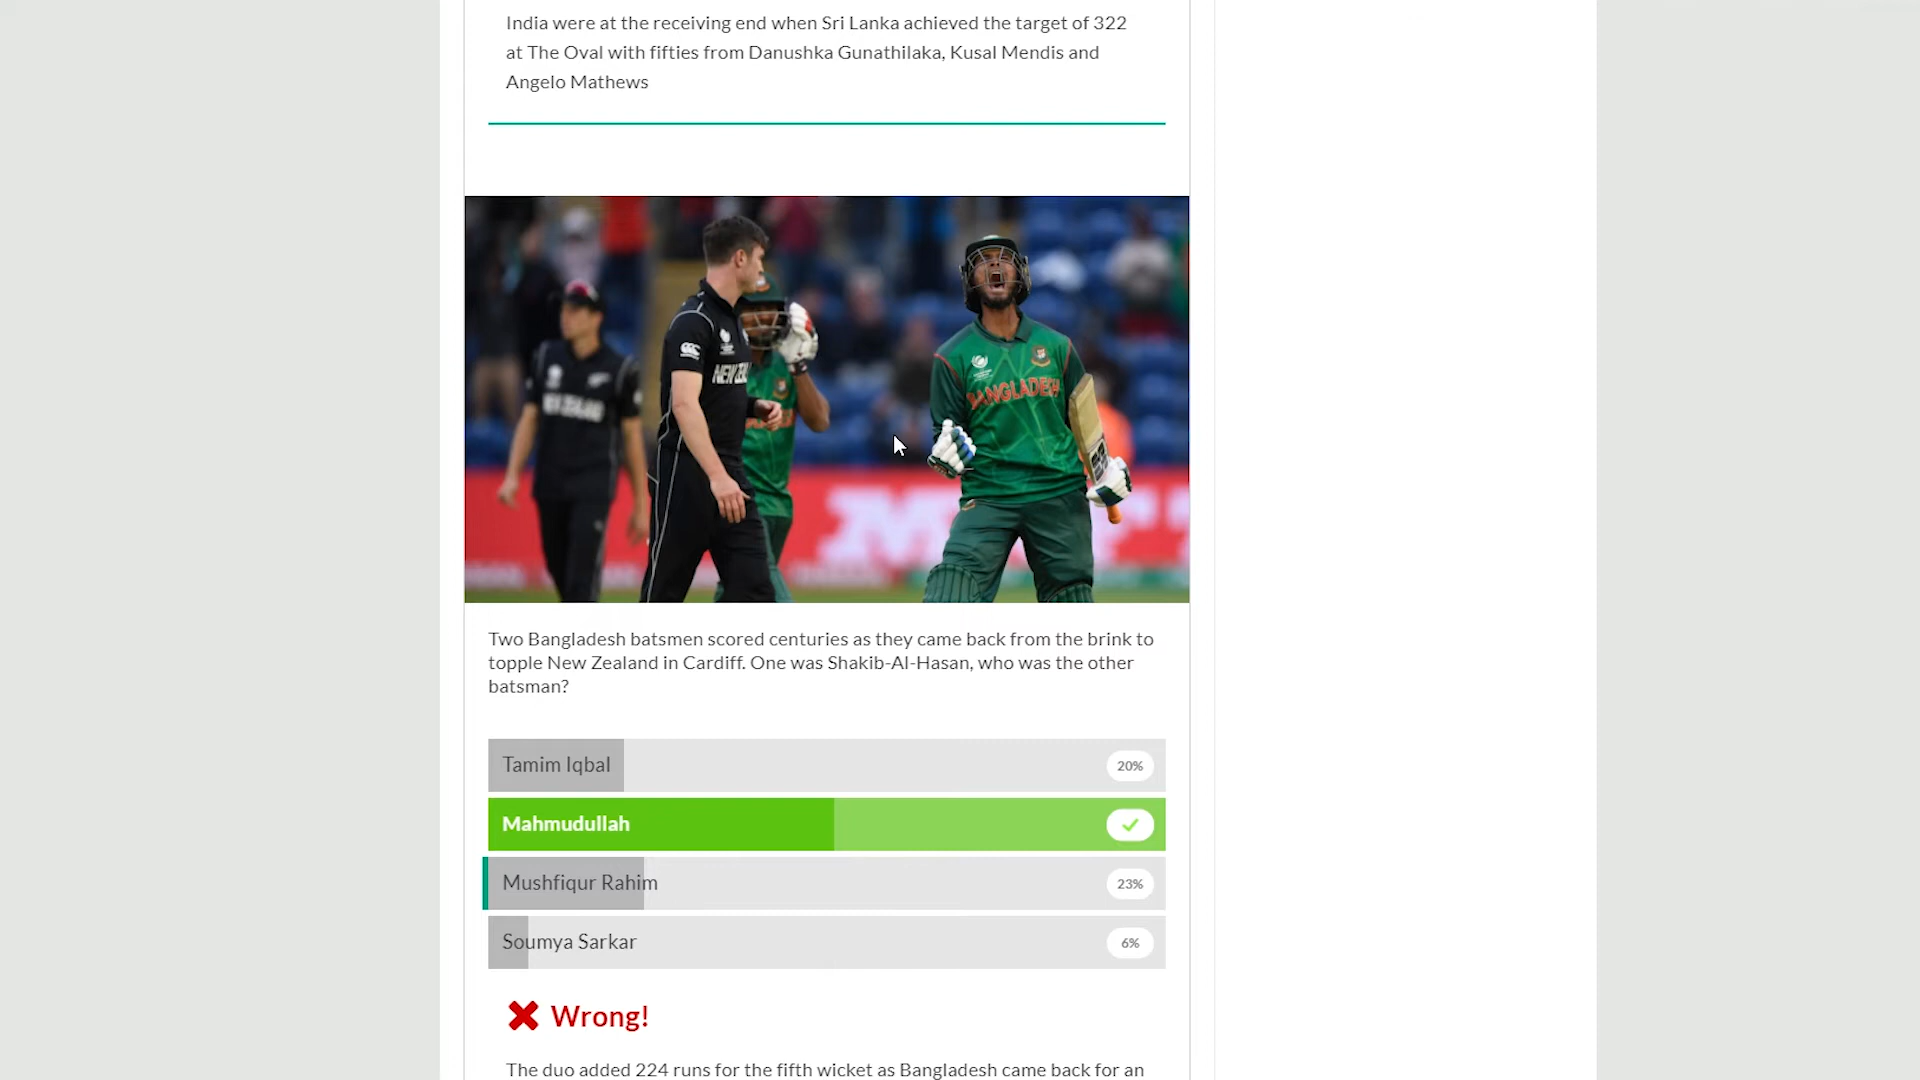 India were at the receiving end when Sri Lanka achieved the target of 322
at The Oval with fifties from Danushka Gunathilaka, Kusal Mendis and
Angelo Mathews
NEW ZEALAND
BANGLADESH
Two Bangladesh batsmen scored centuries as they came back from the brink to
topple New Zealand in Cardiff. One was Shakib-Al-Hasan, who was the other
batsman?
Tamim Iqbal 20%
Mahmudullah
Mushfiqur Rahim 23%
Soumya Sarkar 6%
Wrong!
The duo added 224 runs for the fifth wicket as Bangladesh came back for an